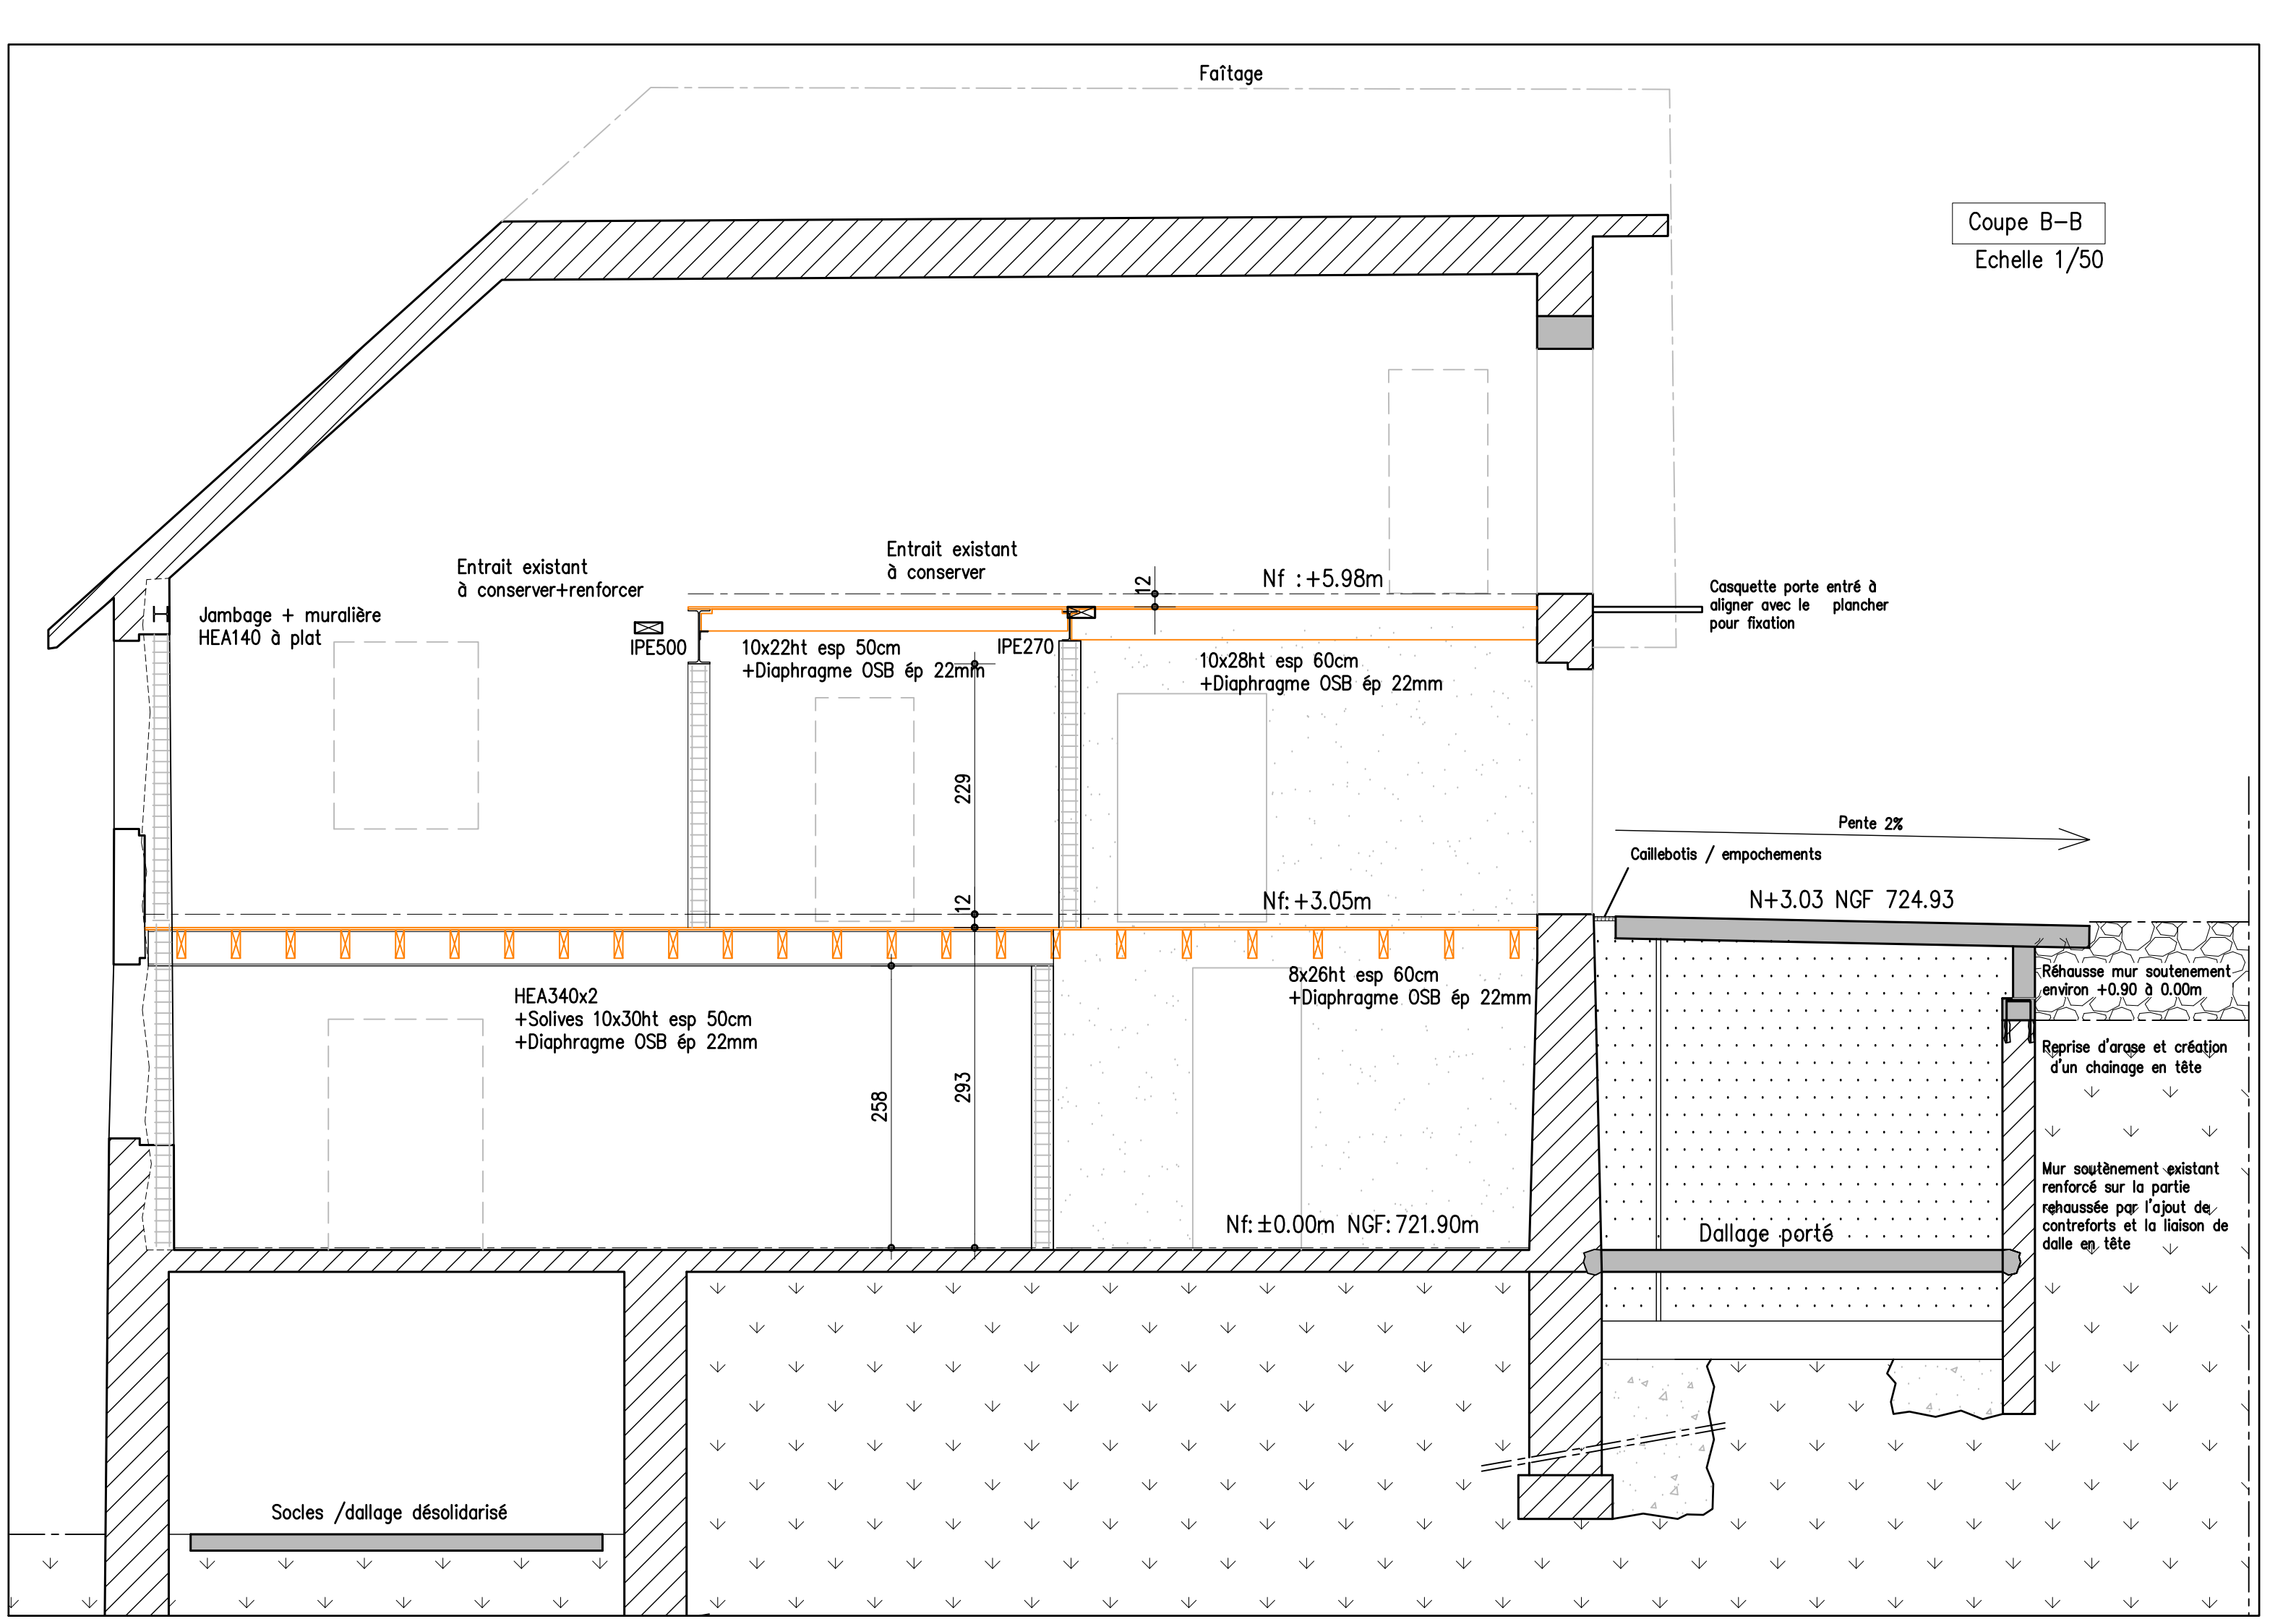 Faîtage
Coupe B-B
Echelle 1/50
Entrait existant
à conserver
Entrait existant
à conserver+renforcer
12
Nf :+5.98m
Casquette porte entré à
aligner avec le plancher
pour fixation
Jambage + muralière
HEA140 à plat
IPE500
10x22ht esp 50cm
+Diaphragme OSB ép 22mm
IPE270
10x28ht esp 60cm
+Diaphragme OSB ép 22mm
229
Pente 2%
Caillebotis / empochements
12
Nf:+3.05m
N+3.03 NGF 724.93
8x26ht esp 60cm
+Diaphragme OSB ép 22mm
Réhausse mur soutenement
environ +0.90 à 0.00m
HEA340x2
+Solives 10x30ht esp 50cm
+Diaphragme OSB ép 22mm
Reprise d'arase et création
d'un chainage en tête
258
293
Mur soutènement existant
renforcé sur la partie
rehaussée par l'ajout de
contreforts et la liaison de
dalle en tête
Nf:±0.00m NGF:721.90m
Dallage porté
Socles /dallage désolidarisé